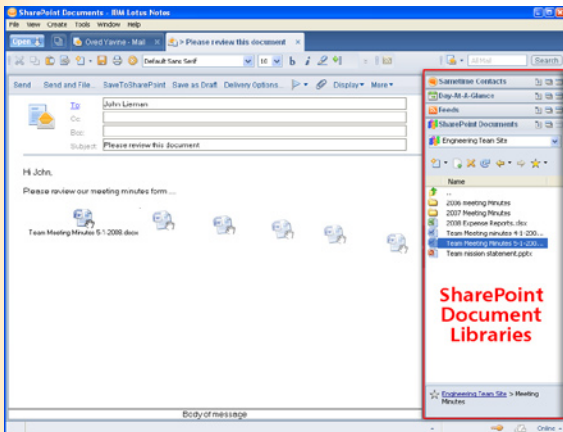 SharePoint Documents - IBM Lotus Notes
File View Create Tools Window Help
Open
Oved Yavine - Mail
Please review this document
Default Sans Serif
10
b i
All Mail
Search
Send Send and File... SaveToSharePoint Save as Draft Delivery Options... Display More
To John Lieman
Cc:
Bcc:
Subject: Please review this document
Hi John,
Please review our meeting minutes form ...
Team Meeting Minutes 5-1-2008.docx
Sametime Contacts
Day-At-A-Glance
Feeds
SharePoint Documents
Engineering Team Site
Name
..
2006 meeting Minutes
2007 Meeting Minutes
2008 Expense Reports.xlsx
Team Meeting minutes 4-1-200...
Team Meeting Minutes 5-1-200...
Team mission statement.pptx
SharePoint
Document
Libraries
Engineering Team Site > Meeting
Minutes
Body of message
Online